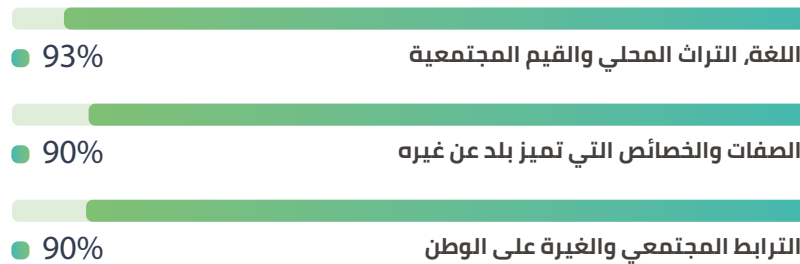 اللغة, التراث المحلي والقيم المجتمعية 93%
الصفات والخصائص التي تميز بلد عن غيره 90%
الترابط المجتمعي والغيرة على الوطن 90%